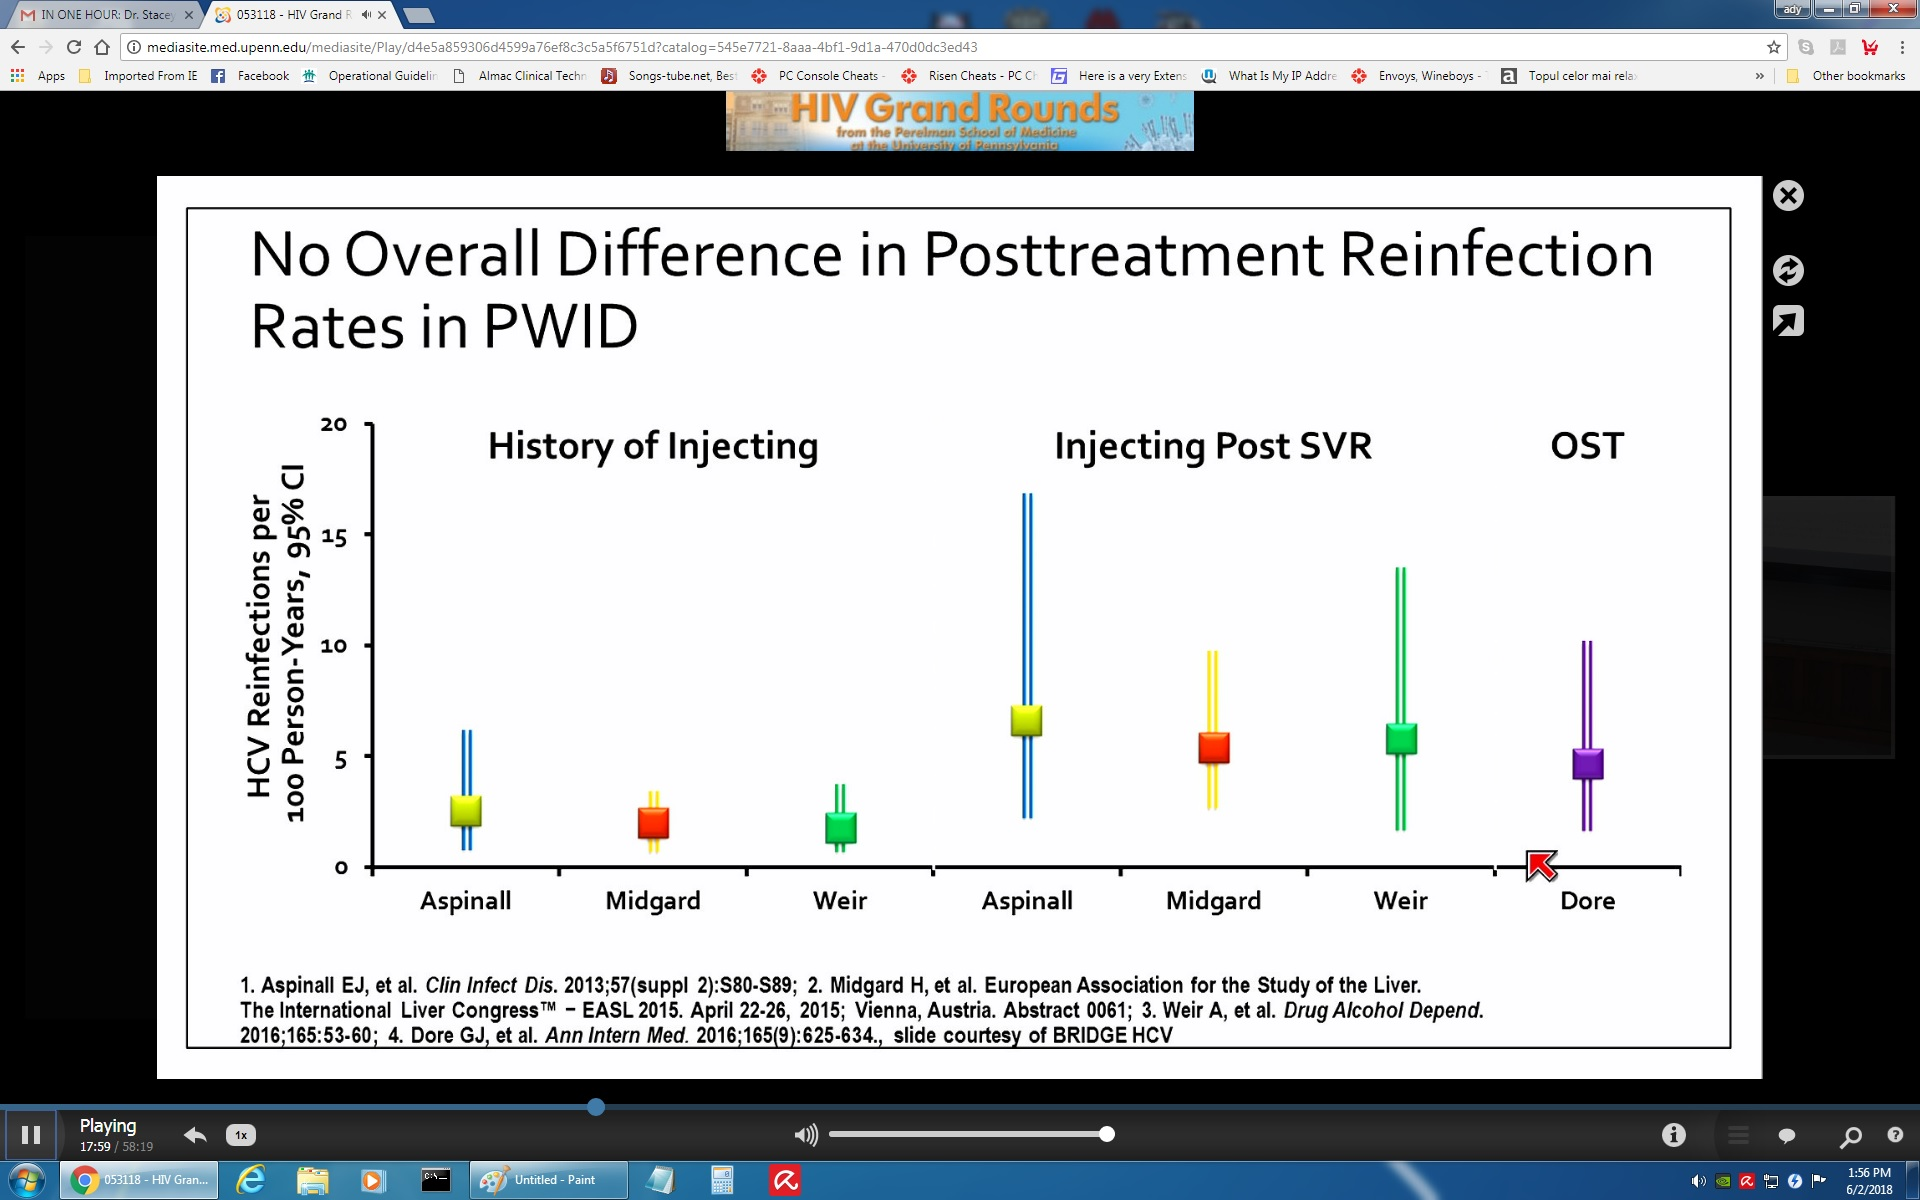 IN ONE HOUR: Dr. Stacey
053118 - HIV Grand R
ady
mediasite.med.upenn.edu/mediasite/Play/d4e5a859306d4599a76ef8c3c5a5f6751d?catalog=545e7721-8aaa-4bf1-9d1a-470d0dc3ed43
Apps Imported From IE Facebook Operational Guidelin Almac Clinical Techn Songs-tube.net, Bes PC Console Cheats - Risen Cheats - PC Ch Here is a very Extens What Is My IP Addre Envoys, Wineboys - Topul celor mai rela » Other bookmarks
HIV Grand Rounds
from the Perelman School of Medicine
at the University of Pennsylvania
No Overall Difference in Posttreatment Reinfection
Rates in PWID
HCV Reinfections per
100 Person-Years, 95% CI
20
15
10
5
0
History of Injecting
Injecting Post SVR
OST
Aspinall Midgard Weir Aspinall Midgard Weir Dore
1. Aspinall EJ, et al. Clin Infect Dis. 2013;57(suppl 2):S80-S89; 2. Midgard H, et al. European Association for the Study of the Liver.
The International Liver Congress™ – EASL 2015. April 22-26, 2015; Vienna, Austria. Abstract 0061; 3. Weir A, et al. Drug Alcohol Depend.
2016;165:53-60; 4. Dore GJ, et al. Ann Intern Med. 2016;165(9):625-634., slide courtesy of BRIDGE HCV
Playing
17:59 / 58:19
1x
053118 - HIV Gran...
Untitled - Paint
1:56 PM
6/2/2018